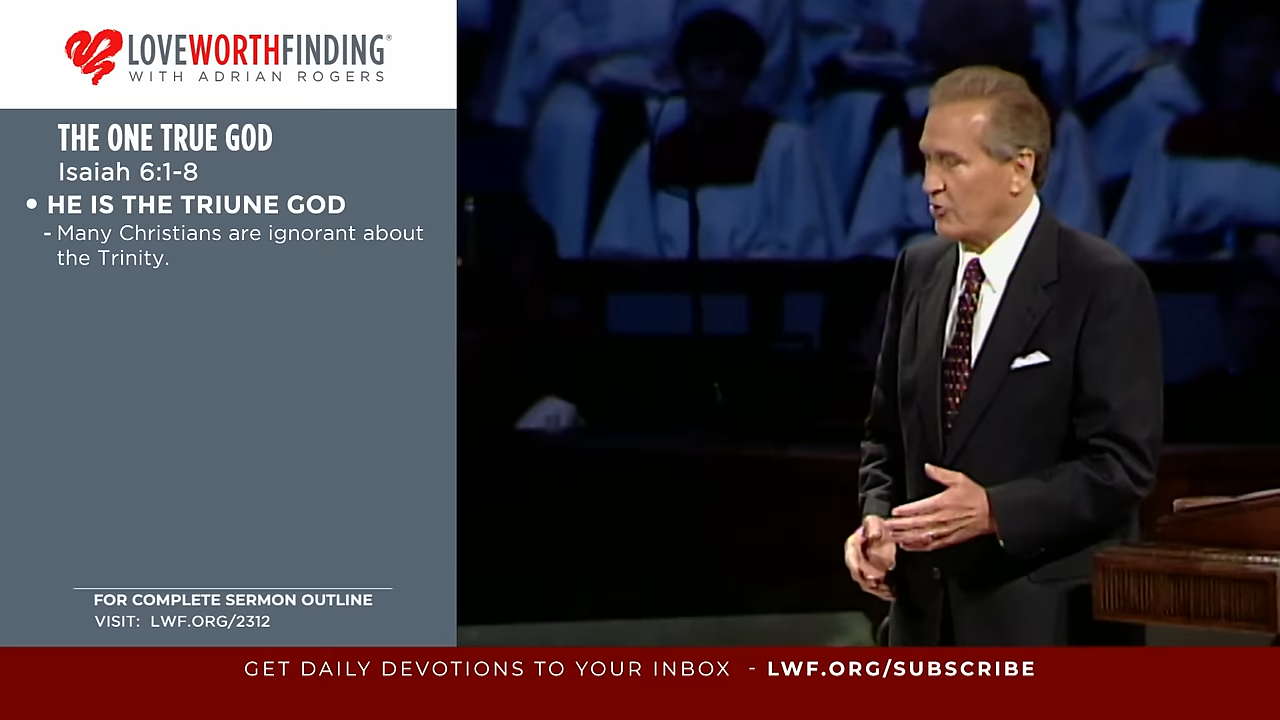 LOVEWORTHFINDING®
WITH ADRIAN ROGERS
THE ONE TRUE GOD
Isaiah 6:1-8
• HE IS THE TRIUNE GOD
- Many Christians are ignorant about
the Trinity.
FOR COMPLETE SERMON OUTLINE
VISIT: LWF.ORG/2312
GET DAILY DEVOTIONS TO YOUR INBOX - LWF.ORG/SUBSCRIBE